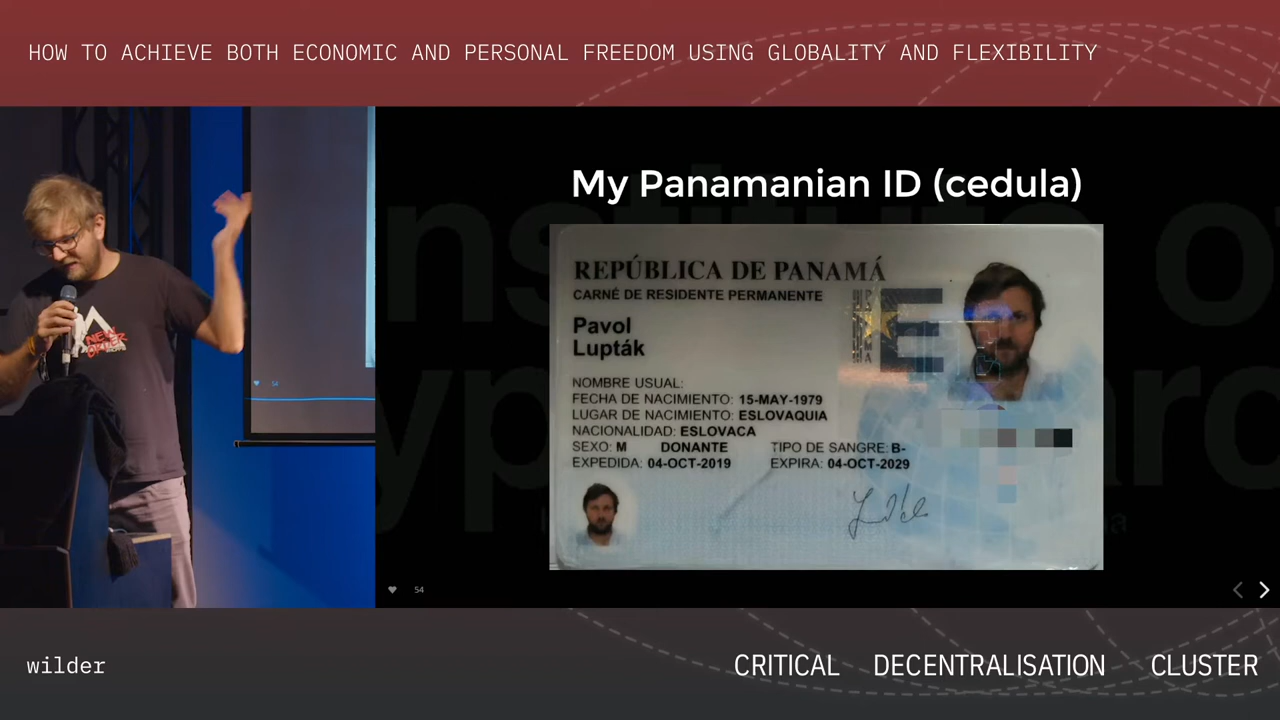 HOW TO ACHIEVE BOTH ECONOMIC AND PERSONAL FREEDOM USING GLOBALITY AND FLEXIBILITY
NEW ORDER
54
My Panamanian ID (cedula)
REPÚBLICA DE PANAMÁ
CARNÉ DE RESIDENTE PERMANENTE
E
Pavol
Lupták
NOMBRE USUAL:
FECHA DE NACIMIENTO: 15-MAY-1979
LUGAR DE NACIMIENTO: ESLOVAQUIA
NACIONALIDAD: ESLOVACA
SEXO: M DONANTE TIPO DE SANGRE: B-
EXPEDIDA: 04-OCT-2019 EXPIRA: 04-OCT-2029
54
wilder
CRITICAL DECENTRALISATION CLUSTER